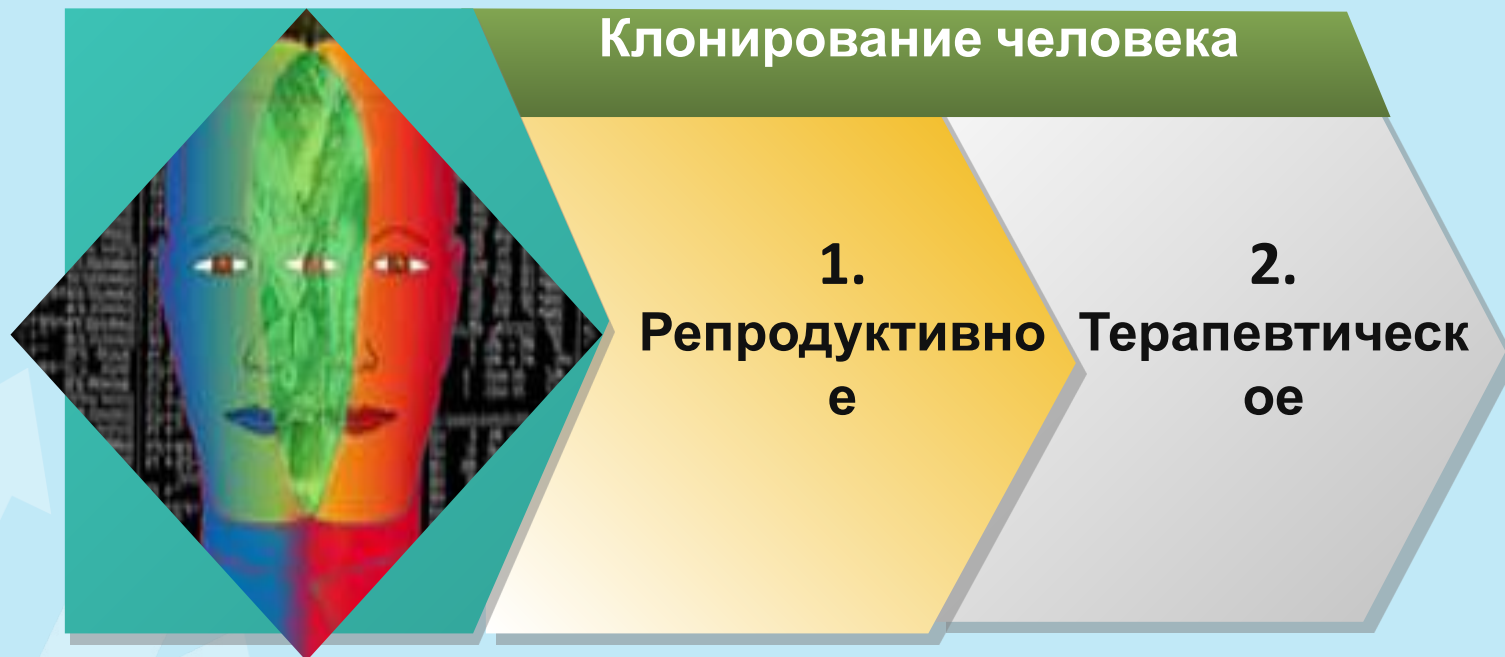 Клонирование человека
1.
Репродуктивно
е
2.
Терапевтическ
ое